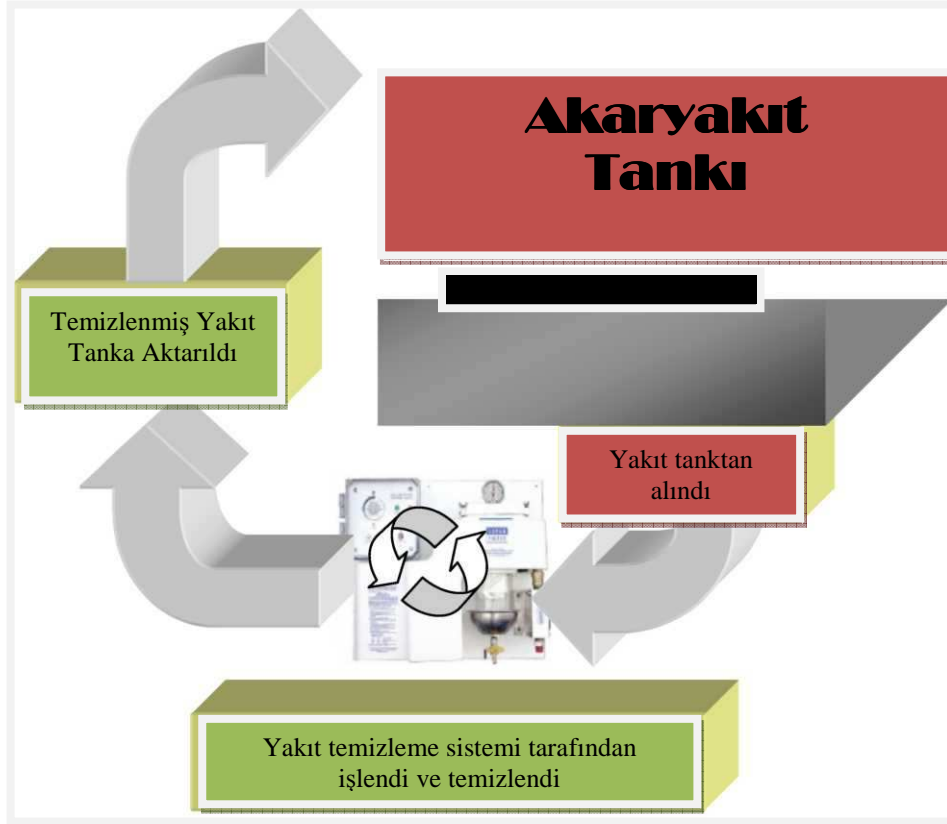 Akaryakıt
Tankı
Temizlenmiş Yakıt
Tanka Aktarıldı
Yakıt tanktan
alındı
Yakıt temizleme sistemi tarafından
işlendi ve temizlendi